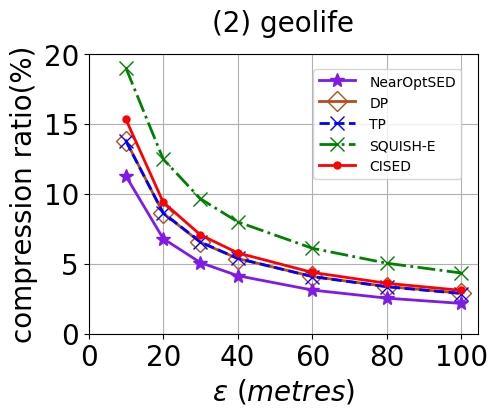 (2) geolife
compression ratio(%)
20
15
10
5
0
0 20 40 60 80 100
ε (metres)
NearOptSED
DP
TP
SQUISH-E
CISED